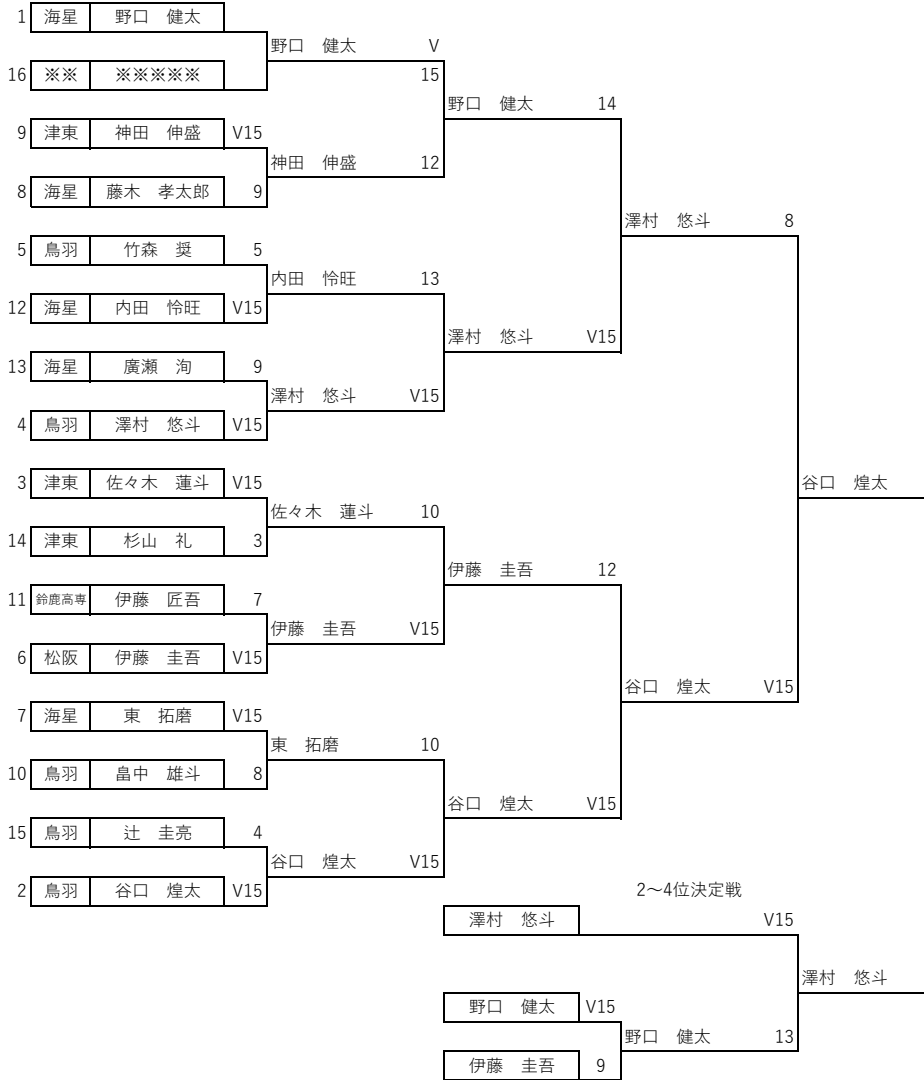 1 海星 野口 健太
野口 健太 V
16 ※※ ※※※※※ 15
野口 健太 14
9 津東 神田 伸盛 V15
神田 伸盛 12
8 海星 藤木 孝太郎 9
澤村 悠斗 8
5 鳥羽 竹森 奨 5
内田 怜旺 13
12 海星 内田 怜旺 V15
澤村 悠斗 V15
13 海星 廣瀬 洵 9
澤村 悠斗 V15
4 鳥羽 澤村 悠斗 V15
3 津東 佐々木 蓮斗 V15 谷口 煌太
佐々木 蓮斗 10
14 津東 杉山 礼 3
伊藤 圭吾 12
11 鈴鹿高専 伊藤 匠吾 7
伊藤 圭吾 V15
6 松阪 伊藤 圭吾 V15
谷口 煌太 V15
7 海星 東 拓磨 V15
東 拓磨 10
10 鳥羽 畠中 雄斗 8
谷口 煌太 V15
15 鳥羽 辻 圭亮 4
谷口 煌太 V15
2 鳥羽 谷口 煌太 V15 2～4位決定戦
澤村 悠斗 V15
澤村 悠斗
野口 健太 V15
野口 健太 13
伊藤 圭吾 9